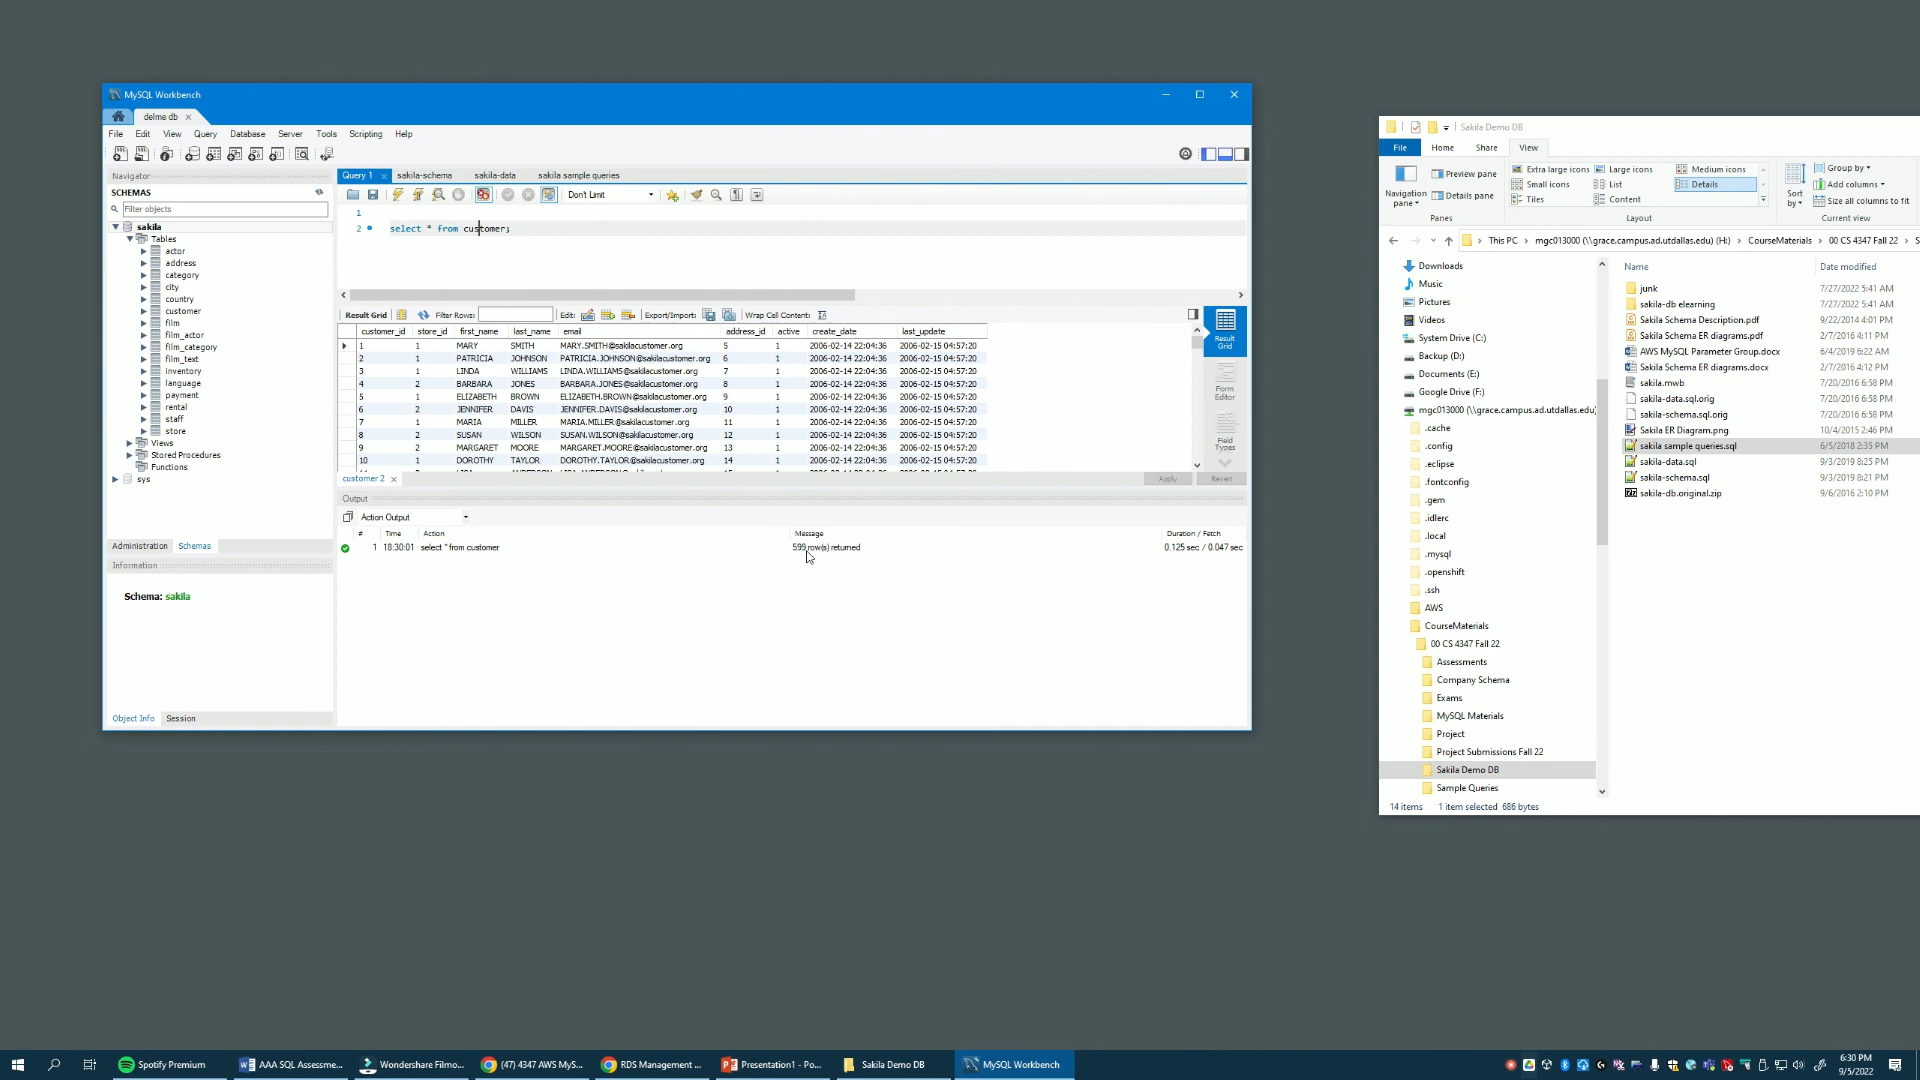 MySQL Workbench
delme db
File Edit View Query Database Server Tools Scripting Help
Navigator
SCHEMAS
Filter objects
sakila
Tables
actor
address
category
city
country
customer
film
film_actor
film_category
film_text
inventory
language
payment
rental
staff
store
Views
Stored Procedures
Functions
sys
Administration Schemas
Information
Schema: sakila
Object Info Session
Query 1 sakila-schema sakila-data sakila sample queries
Don't Limit
1
2 select * from customer;
Result Grid Filter Rows: Edit: Export/Import: Wrap Cell Content:
customer_id store_id first_name last_name email address_id active create_date last_update
1 1 MARY SMITH MARY.SMITH@sakilacustomer.org 5 1 2006-02-14 22:04:36 2006-02-15 04:57:20
2 1 PATRICIA JOHNSON PATRICIA.JOHNSON@sakilacustomer.org 6 1 2006-02-14 22:04:36 2006-02-15 04:57:20
3 1 LINDA WILLIAMS LINDA.WILLIAMS@sakilacustomer.org 7 1 2006-02-14 22:04:36 2006-02-15 04:57:20
4 2 BARBARA JONES BARBARA.JONES@sakilacustomer.org 8 1 2006-02-14 22:04:36 2006-02-15 04:57:20
5 1 ELIZABETH BROWN ELIZABETH.BROWN@sakilacustomer.org 9 1 2006-02-14 22:04:36 2006-02-15 04:57:20
6 2 JENNIFER DAVIS JENNIFER.DAVIS@sakilacustomer.org 10 1 2006-02-14 22:04:36 2006-02-15 04:57:20
7 1 MARIA MILLER MARIA.MILLER@sakilacustomer.org 11 1 2006-02-14 22:04:36 2006-02-15 04:57:20
8 2 SUSAN WILSON SUSAN.WILSON@sakilacustomer.org 12 1 2006-02-14 22:04:36 2006-02-15 04:57:20
9 2 MARGARET MOORE MARGARET.MOORE@sakilacustomer.org 13 1 2006-02-14 22:04:36 2006-02-15 04:57:20
10 1 DOROTHY TAYLOR DOROTHY.TAYLOR@sakilacustomer.org 14 1 2006-02-14 22:04:36 2006-02-15 04:57:20
Result Grid
Form Editor
Field Types
customer 2
Apply Revert
Output
Action Output
# Time Action Message Duration / Fetch
1 18:30:01 select * from customer 599 row(s) returned 0.125 sec / 0.047 sec
Sakila Demo DB
File Home Share View
Navigation pane
Preview pane
Details pane
Panes
Extra large icons Large icons Medium icons
Small icons List Details
Tiles Content
Layout
Sort by
Group by
Add columns
Size all columns to fit
Current view
This PC › mgc013000 (\\grace.campus.ad.utdallas.edu) (H:) › CourseMaterials › 00 CS 4347 Fall 22 › S
Downloads
Music
Pictures
Videos
System Drive (C:)
Backup (D:)
Documents (E:)
Google Drive (F:)
mgc013000 (\\grace.campus.ad.utdallas.edu)
.cache
.config
.eclipse
.fontconfig
.gem
.idlerc
.local
.mysql
.openshift
.ssh
AWS
CourseMaterials
00 CS 4347 Fall 22
Assessments
Company Schema
Exams
MySQL Materials
Project
Project Submissions Fall 22
Sakila Demo DB
Sample Queries
Name Date modified
junk 7/27/2022 5:41 AM
sakila-db elearning 7/27/2022 5:41 AM
Sakila Schema Description.pdf 9/22/2014 4:01 PM
Sakila Schema ER diagrams.pdf 2/7/2016 4:11 PM
AWS MySQL Parameter Group.docx 6/4/2019 6:22 AM
Sakila Schema ER diagrams.docx 2/7/2016 4:12 PM
sakila.mwb 7/20/2016 6:58 PM
sakila-data.sql.orig 7/20/2016 6:58 PM
sakila-schema.sql.orig 7/20/2016 6:58 PM
Sakila ER Diagram.png 10/4/2015 2:46 PM
sakila sample queries.sql 6/5/2018 2:35 PM
sakila-data.sql 9/3/2019 8:25 PM
sakila-schema.sql 9/3/2019 8:21 PM
sakila-db.original.zip 9/6/2016 2:10 PM
14 items 1 item selected 686 bytes
Spotify Premium
AAA SQL Assessme...
Wondershare Filmo...
(47) 4347 AWS MyS...
RDS Management ...
Presentation1 - Po...
Sakila Demo DB
MySQL Workbench
6:30 PM
9/5/2022